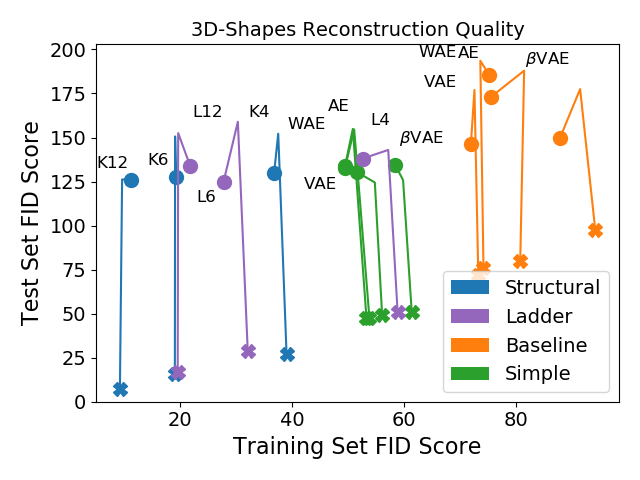 3D-Shapes Reconstruction Quality
Test Set FID Score
200
175
150
125
100
75
50
25
0
WAE
AE
βVAE
VAE
AE
L12
K4
WAE
L4
βVAE
K12
K6
L6
VAE
Structural
Ladder
Baseline
Simple
20
40
60
80
Training Set FID Score